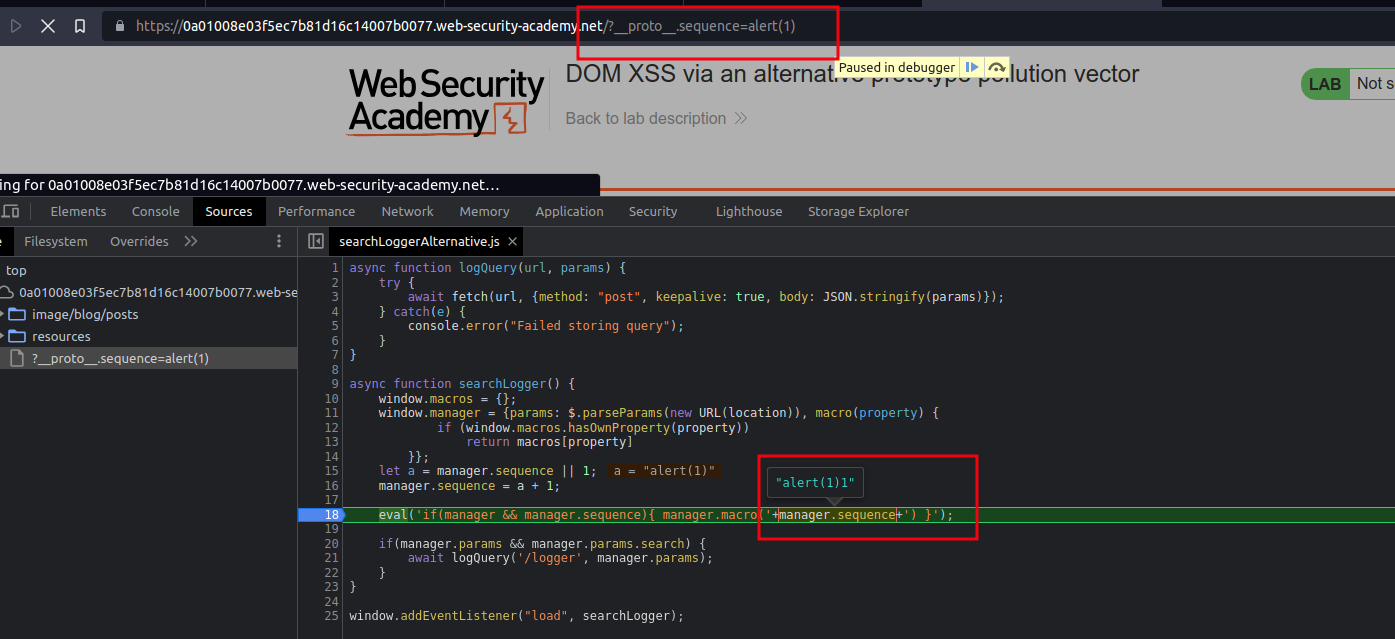 https://0a01008e03f5ec7b81d16c14007b0077.web-security-academy.net/?__proto__.sequence=alert(1)
Paused in debugger
WebSecurity
Academy
DOM XSS via an alternative prototype pollution vector
Back to lab description
LAB
Not s
ing for 0a01008e03f5ec7b81d16c14007b0077.web-security-academy.net…
Elements Console Sources Performance Network Memory Application Security Lighthouse Storage Explorer
e Filesystem Overrides
searchLoggerAlternative.js
top
0a01008e03f5ec7b81d16c14007b0077.web-se
image/blog/posts
resources
?__proto__.sequence=alert(1)
1 async function logQuery(url, params) {
2     try {
3         await fetch(url, {method: "post", keepalive: true, body: JSON.stringify(params)});
4     } catch(e) {
5         console.error("Failed storing query");
6     }
7 }
8
9 async function searchLogger() {
10     window.macros = {};
11     window.manager = {params: $.parseParams(new URL(location)), macro(property) {
12             if (window.macros.hasOwnProperty(property))
13                 return macros[property]
14         }};
15     let a = manager.sequence || 1; a = "alert(1)"
16     manager.sequence = a + 1;
"alert(1)1"
17
18     eval('if(manager && manager.sequence){ manager.macro('+manager.sequence+') }');
19
20     if(manager.params && manager.params.search) {
21         await logQuery('/logger', manager.params);
22     }
23 }
24
25 window.addEventListener("load", searchLogger);